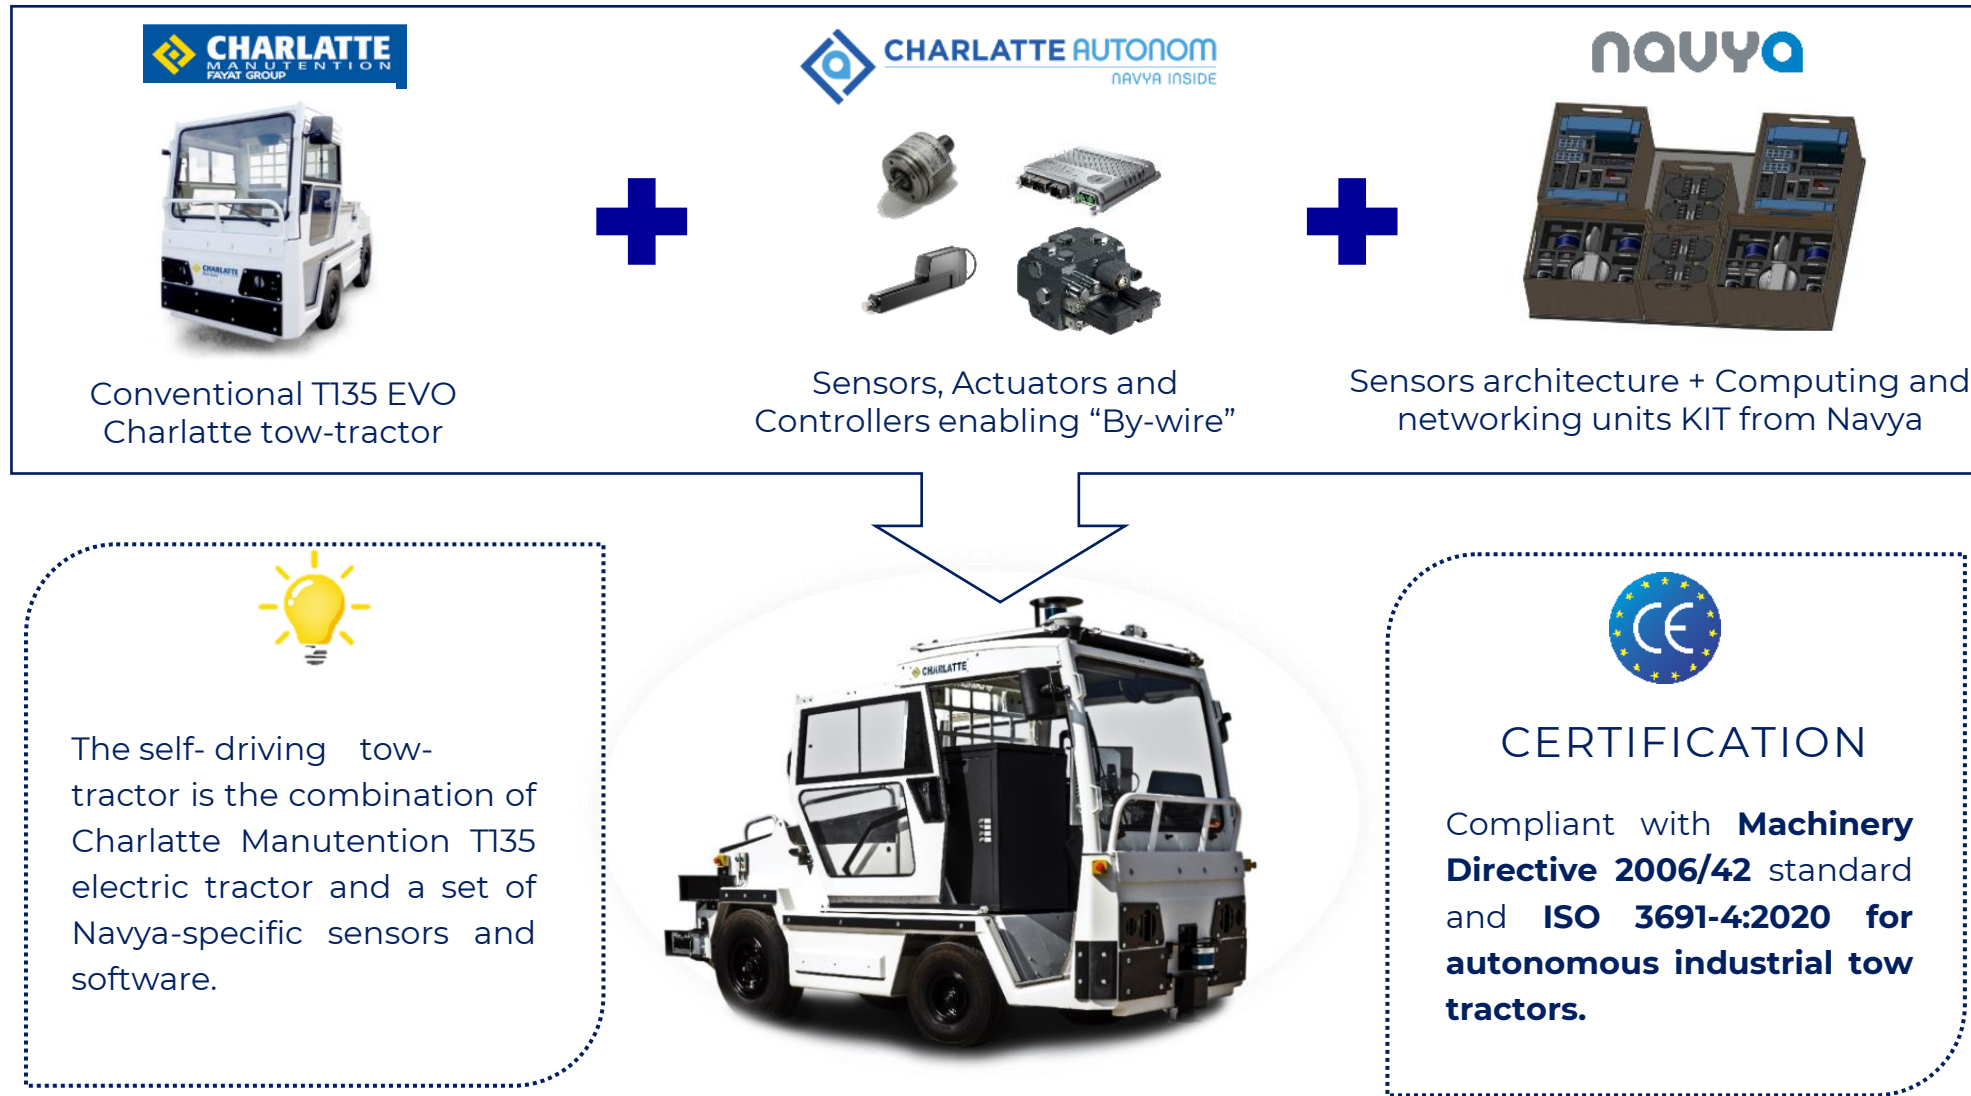 CHARLATTE
MANUTENTION
FAYAT GROUP
CHARLATTE AUTONOM
NAVYA INSIDE
navya
Conventional T135 EVO
Charlatte tow-tractor
Sensors, Actuators and
Controllers enabling “By-wire”
Sensors architecture + Computing and
networking units KIT from Navya
CHARLATTE
The self- driving tow-
tractor is the combination of
Charlatte Manutention T135
electric tractor and a set of
Navya-specific sensors and
software.
CHARLATTE
CE
CERTIFICATION
Compliant with Machinery
Directive 2006/42 standard
and ISO 3691-4:2020 for
autonomous industrial tow
tractors.